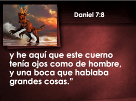 Daniel 7:8
y he aquí que este cuerno
tenía ojos como de hombre,
y una boca que hablaba
grandes cosas."